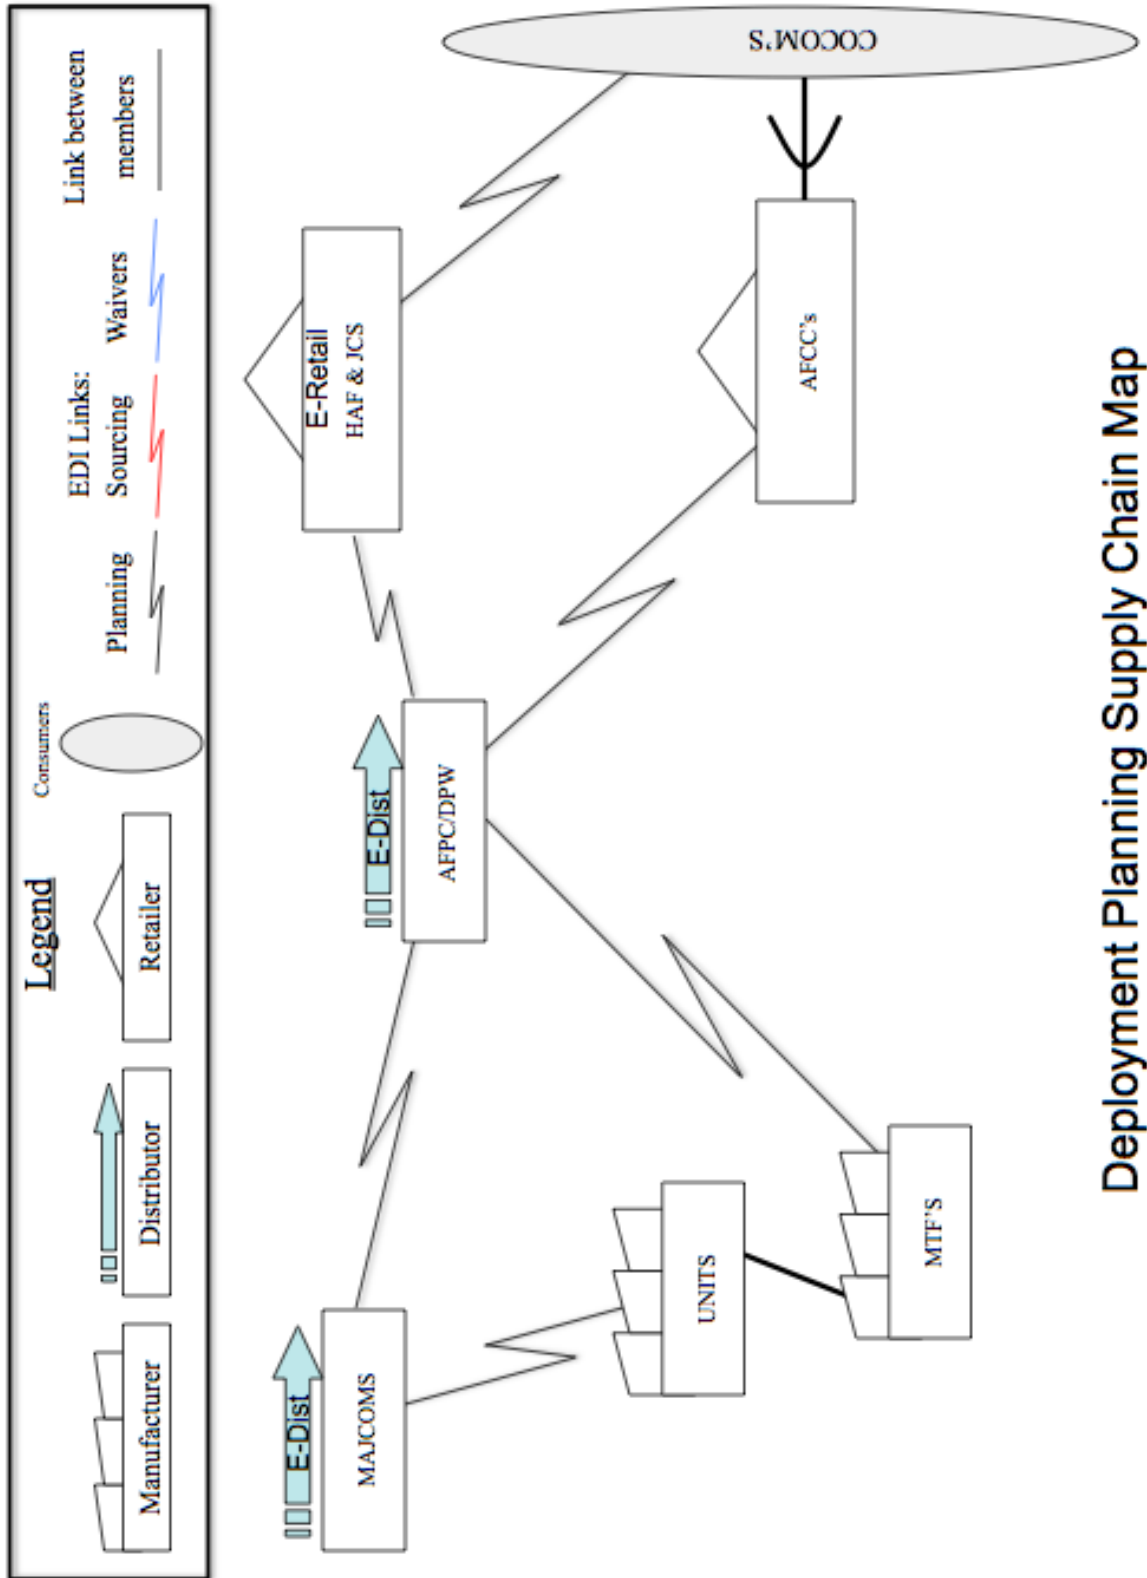 Legend
Manufacturer
Distributor
Retailer
Consumers
EDI Links:
Planning
Sourcing
Waivers
Link between
members
E-Dist
MAJCOMS
E-Dist
AFPC/DPW
E-Retail
HAF & JCS
UNITS
MTF'S
AFCC's
COCOM'S
Deployment Planning Supply Chain Map